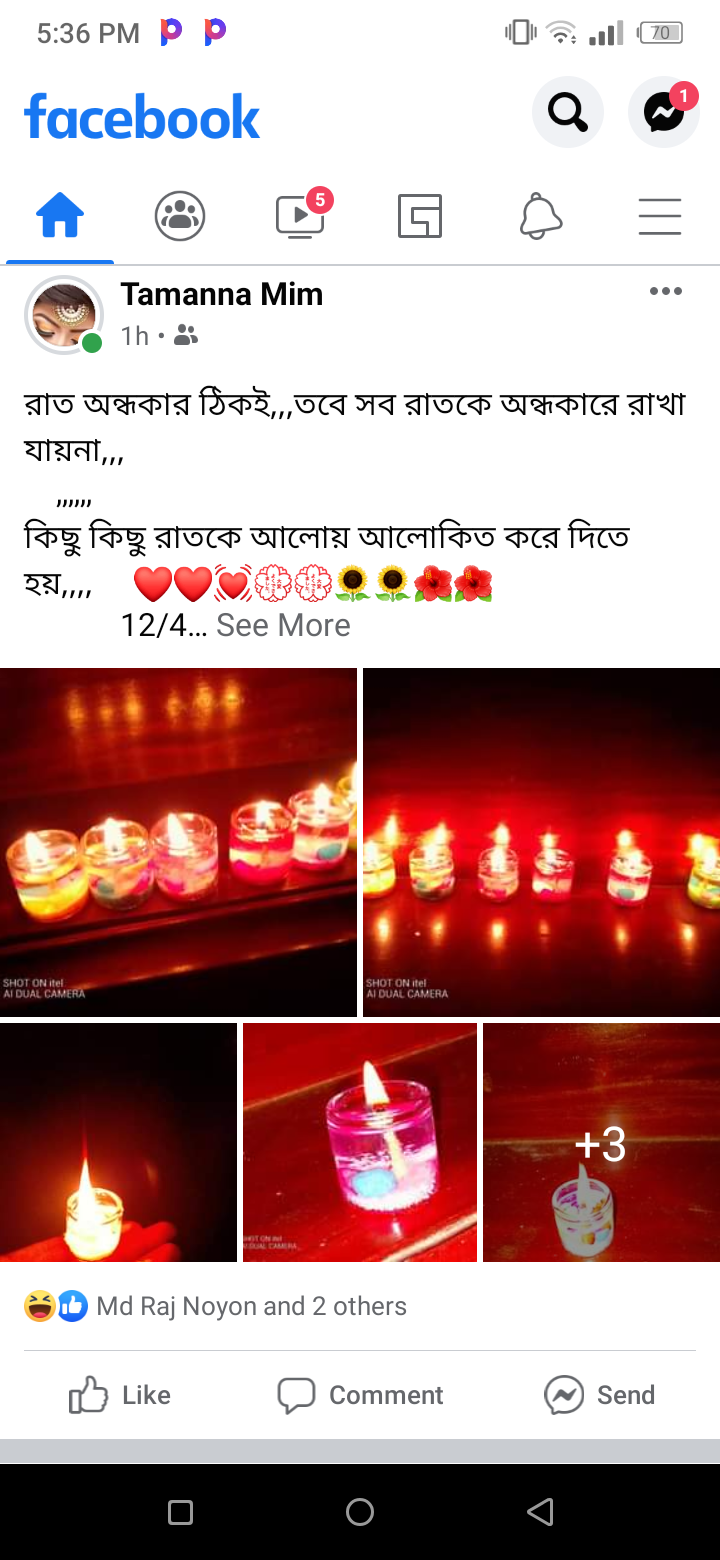 5:36 PM
70
facebook
1
5
Tamanna Mim
1h
রাত অন্ধকার ঠিকই,,,তবে সব রাতকে অন্ধকারে রাখা
যায়না,,,
,,,,,,
কিছু কিছু রাতকে আলোয় আলোকিত করে দিতে
হয়,,,, ❤️❤️💓💮💮🌻🌻🌺🌺
12/4... See More
SHOT ON itel
AI DUAL CAMERA
SHOT ON itel
AI DUAL CAMERA
SHOT ON itel
AI DUAL CAMERA
+3
Md Raj Noyon and 2 others
Like Comment Send